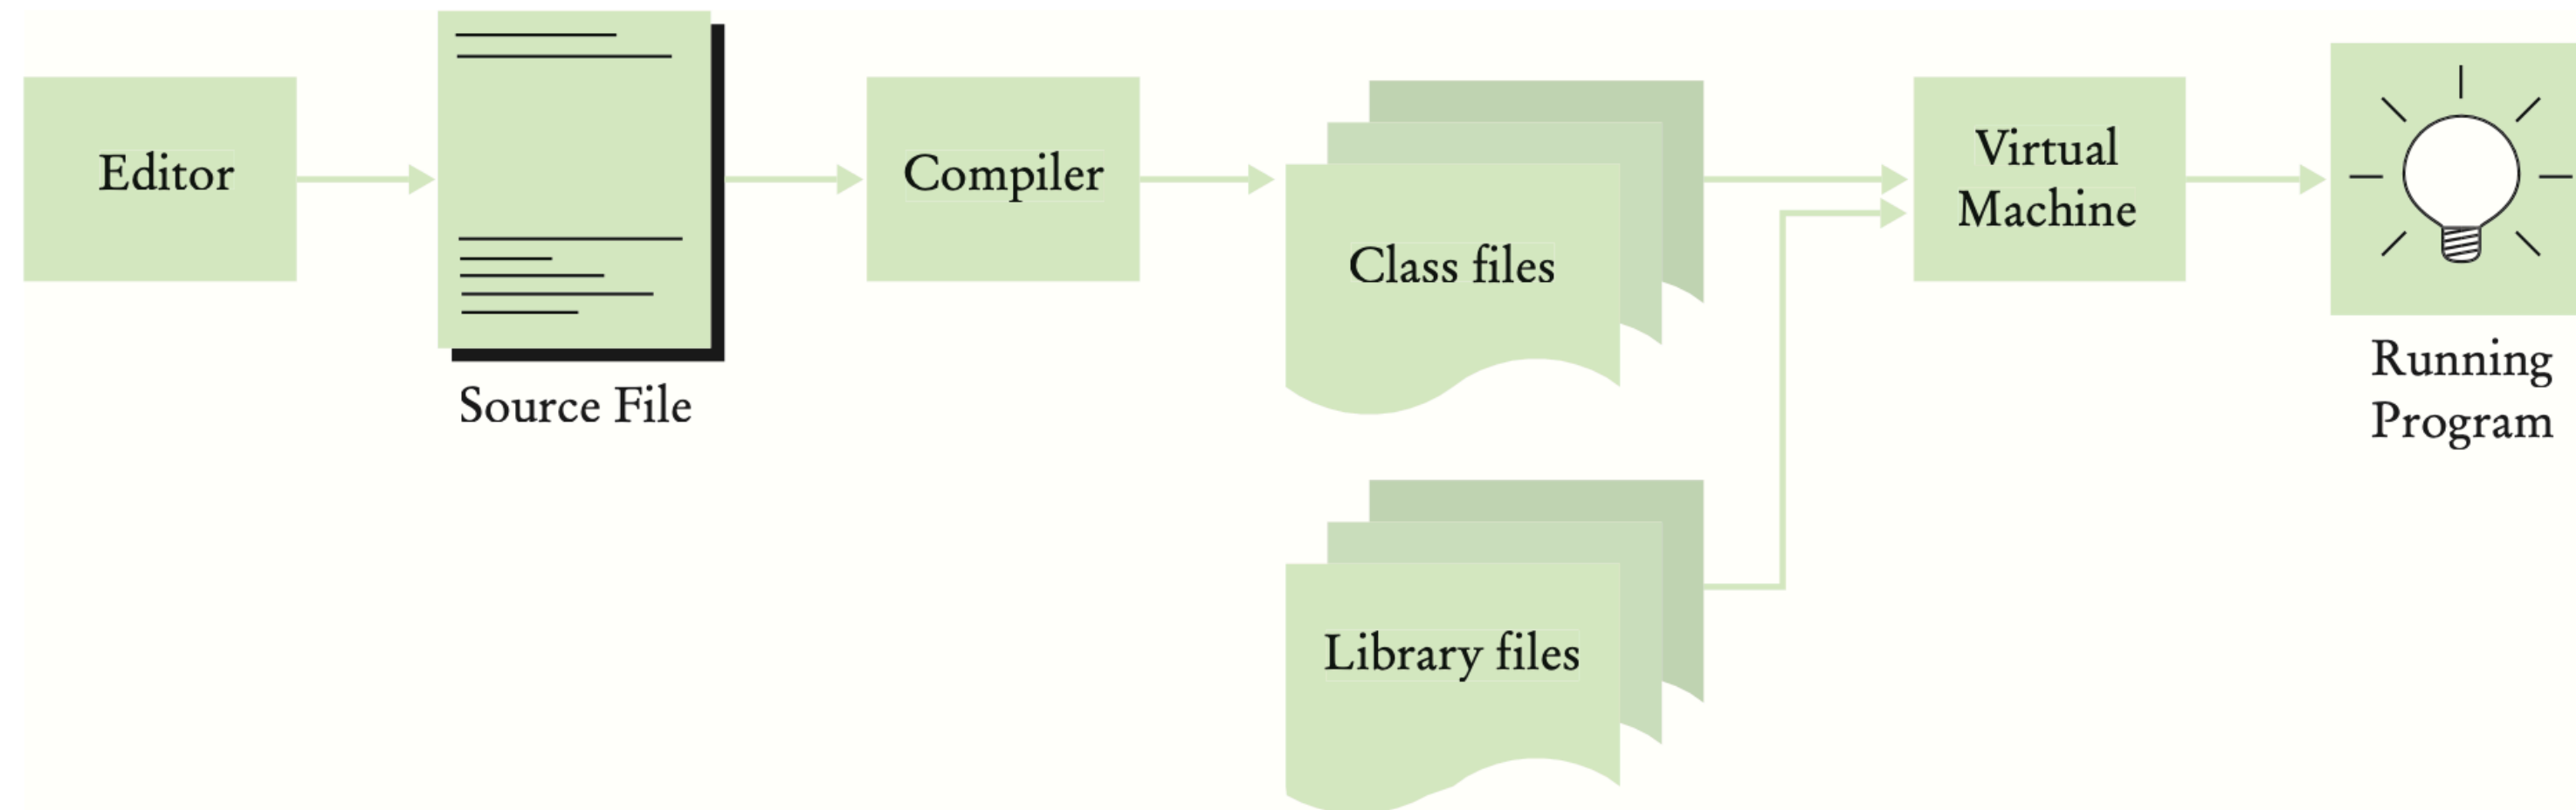 Editor
Source File
Compiler
Class files
Library files
Virtual
Machine
Running
Program